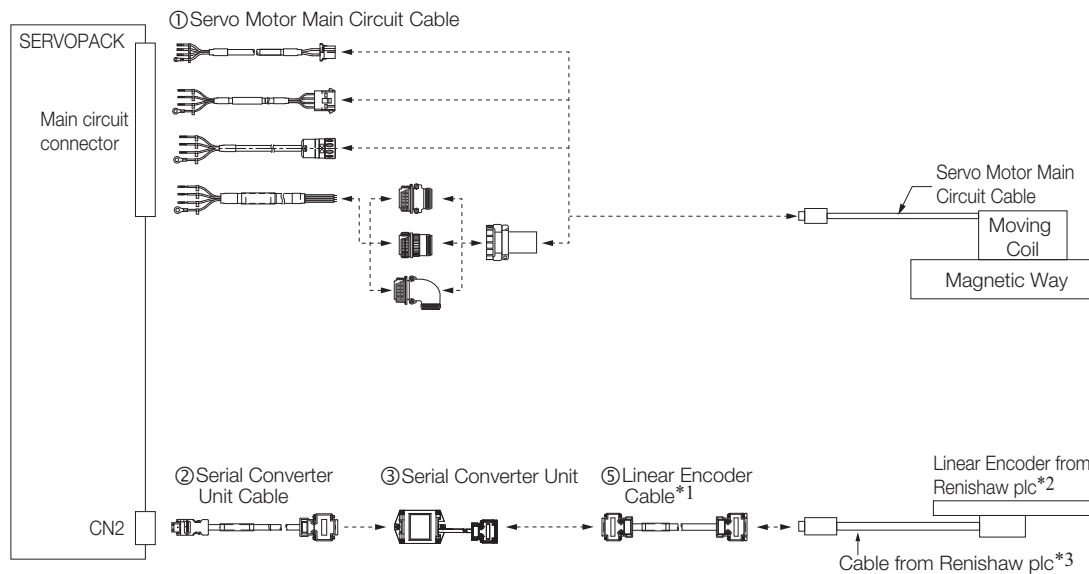 ①Servo Motor Main Circuit Cable
SERVOPACK
Main circuit
connector
Servo Motor Main
Circuit Cable
Moving
Coil
Magnetic Way
②Serial Converter
Unit Cable
③Serial Converter Unit
⑤Linear Encoder
Cable*1
Linear Encoder from
Renishaw plc*2
CN2
Cable from Renishaw plc*3